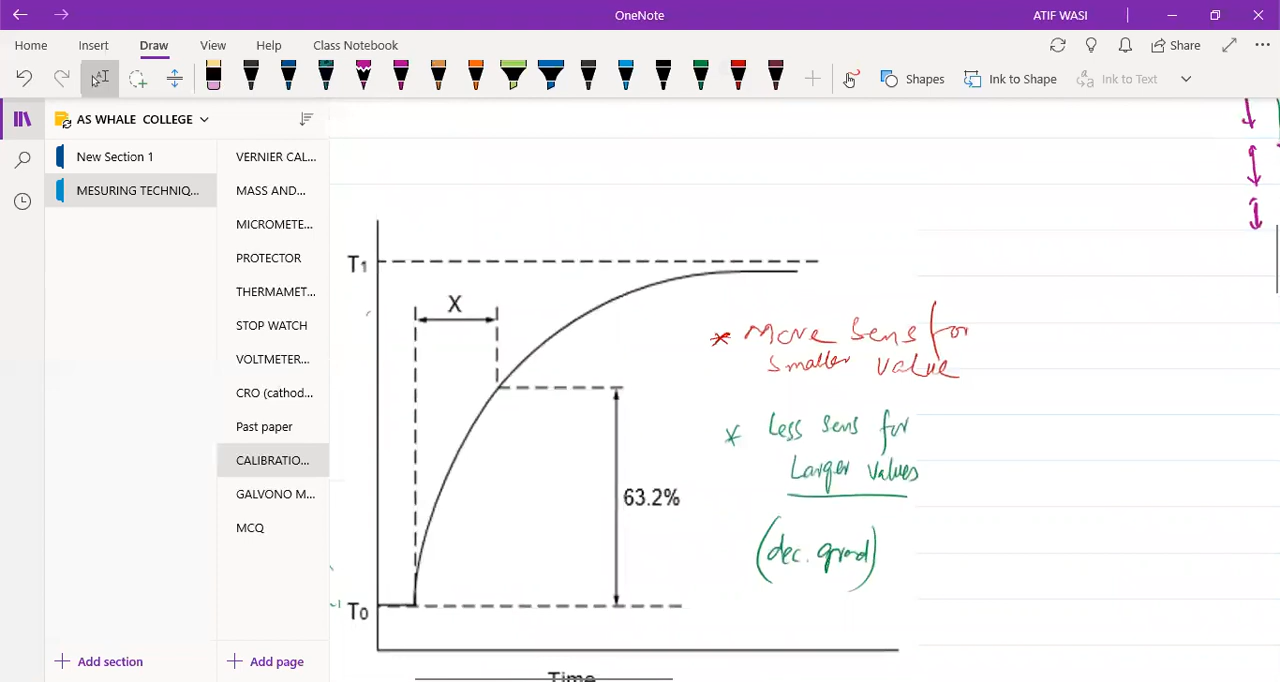 OneNote
ATIF WASI
Home
Insert
Draw
View
Help
Class Notebook
Share
Shapes
Ink to Shape
Ink to Text
AS WHALE COLLEGE
New Section 1
MESURING TECHNIQ...
VERNIER CAL...
MASS AND...
MICROMETE...
PROTECTOR
THERMAMET...
STOP WATCH
VOLTMETER...
CRO (cathod...
Past paper
CALIBRATIO...
GALVONO M...
MCQ
Add section
Add page
T1
X
63.2%
T0
Time
* More Sens for
smaller value
* Less sens for
Larger values
(dec. grad)